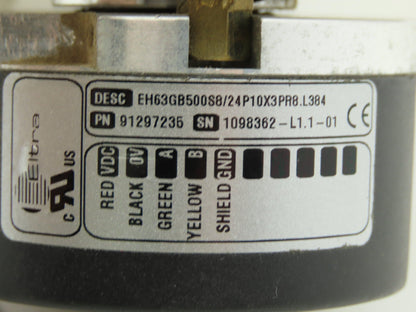 DESC EH63GB500S8/24P10X3PR8.L384
PN 91297235 SN 1098362-L1.1-01 CE
Eltra
c RU US
RED VDC
BLACK 0V
GREEN A
YELLOW B
SHIELD GND